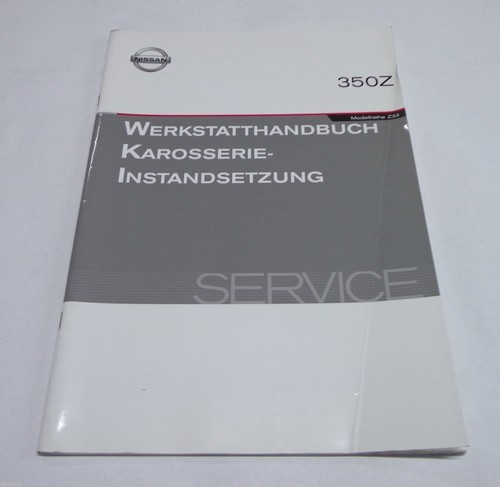 NISSAN
350Z
Modellreihe Z33
WERKSTATTHANDBUCH
KAROSSERIE-
INSTANDSETZUNG
SERVICE